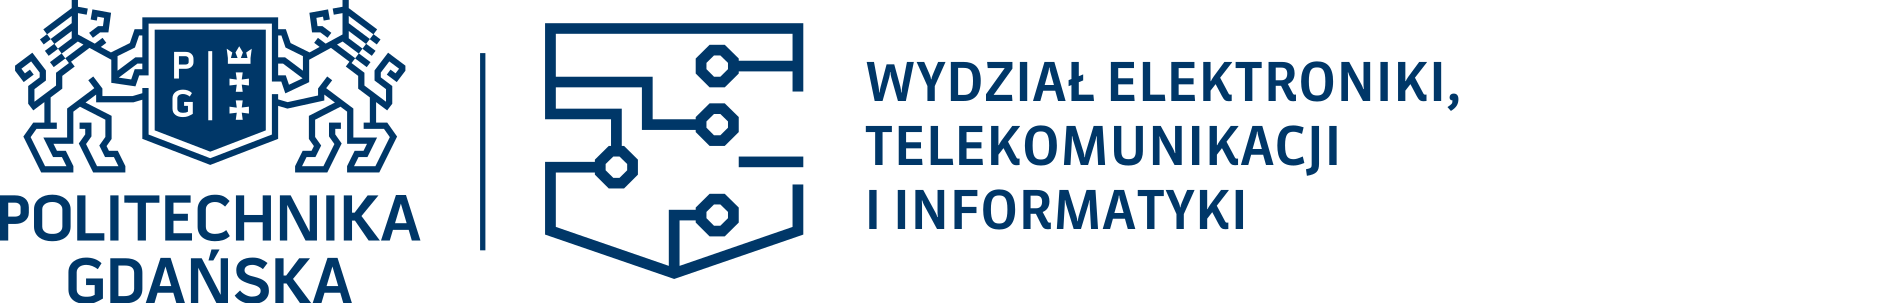 P
G
POLITECHNIKA
GDAŃSKA
WYDZIAŁ ELEKTRONIKI,
TELEKOMUNIKACJI
I INFORMATYKI